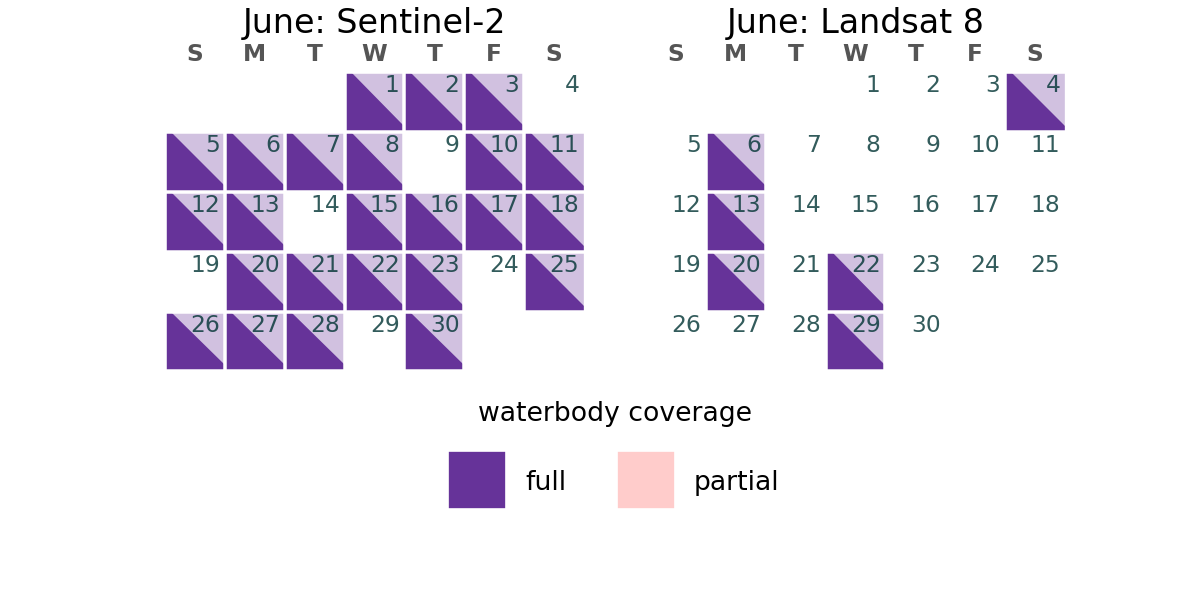 June: Sentinel-2
S M T W T F S
1 2 3 4
5 6 7 8 9 10 11
12 13 14 15 16 17 18
19 20 21 22 23 24 25
26 27 28 29 30
June: Landsat 8
S M T W T F S
1 2 3 4
5 6 7 8 9 10 11
12 13 14 15 16 17 18
19 20 21 22 23 24 25
26 27 28 29 30
waterbody coverage
full partial